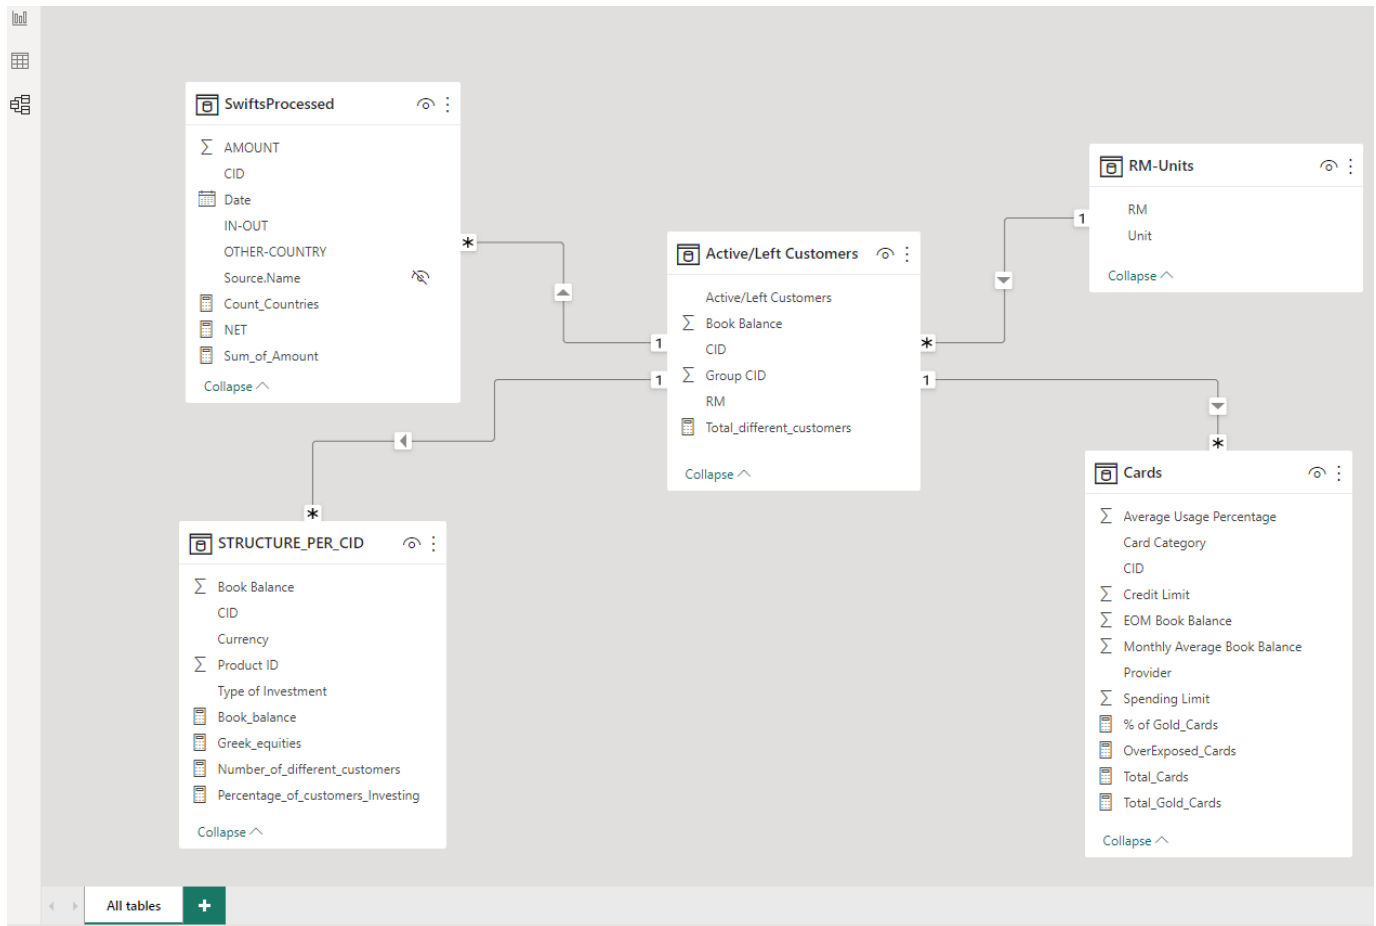 SwiftsProcessed
AMOUNT
CID
Date
IN-OUT
OTHER-COUNTRY
Source.Name
Count_Countries
NET
Sum_of_Amount
Collapse
*
1
Active/Left Customers
Active/Left Customers
Book Balance
CID
Group CID
RM
Total_different_customers
Collapse
1
*
1
RM-Units
RM
Unit
Collapse
1
*
STRUCTURE_PER_CID
Book Balance
CID
Currency
Product ID
Type of Investment
Book_balance
Greek_equities
Number_of_different_customers
Percentage_of_customers_Investing
Collapse
*
Cards
Average Usage Percentage
Card Category
CID
Credit Limit
EOM Book Balance
Monthly Average Book Balance
Provider
Spending Limit
% of Gold_Cards
OverExposed_Cards
Total_Cards
Total_Gold_Cards
Collapse
All tables
+